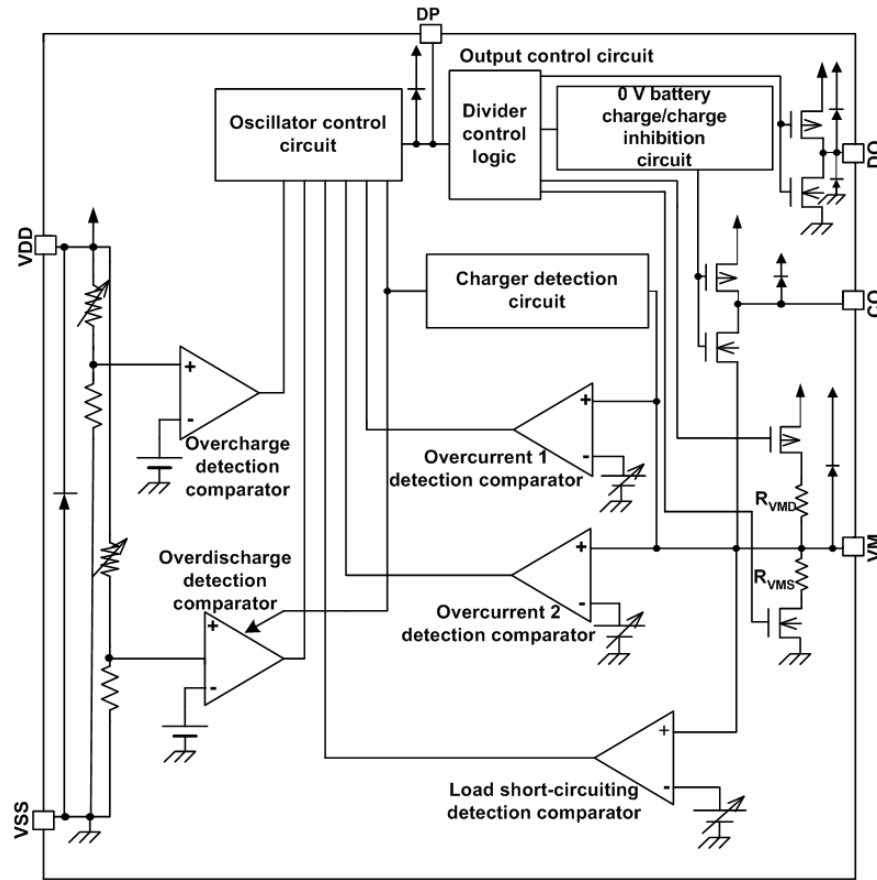 DP
Output control circuit
Oscillator control
circuit
Divider
control
logic
0 V battery
charge/charge
inhibition
circuit
DO
VDD
Charger detection
circuit
CO
+
-
Overcharge
detection
comparator
+
-
Overcurrent 1
detection comparator
RVMD
VM
RVMS
Overdischarge
detection
comparator
+
-
+
-
Overcurrent 2
detection comparator
+
-
Load short-circuiting
detection comparator
VSS